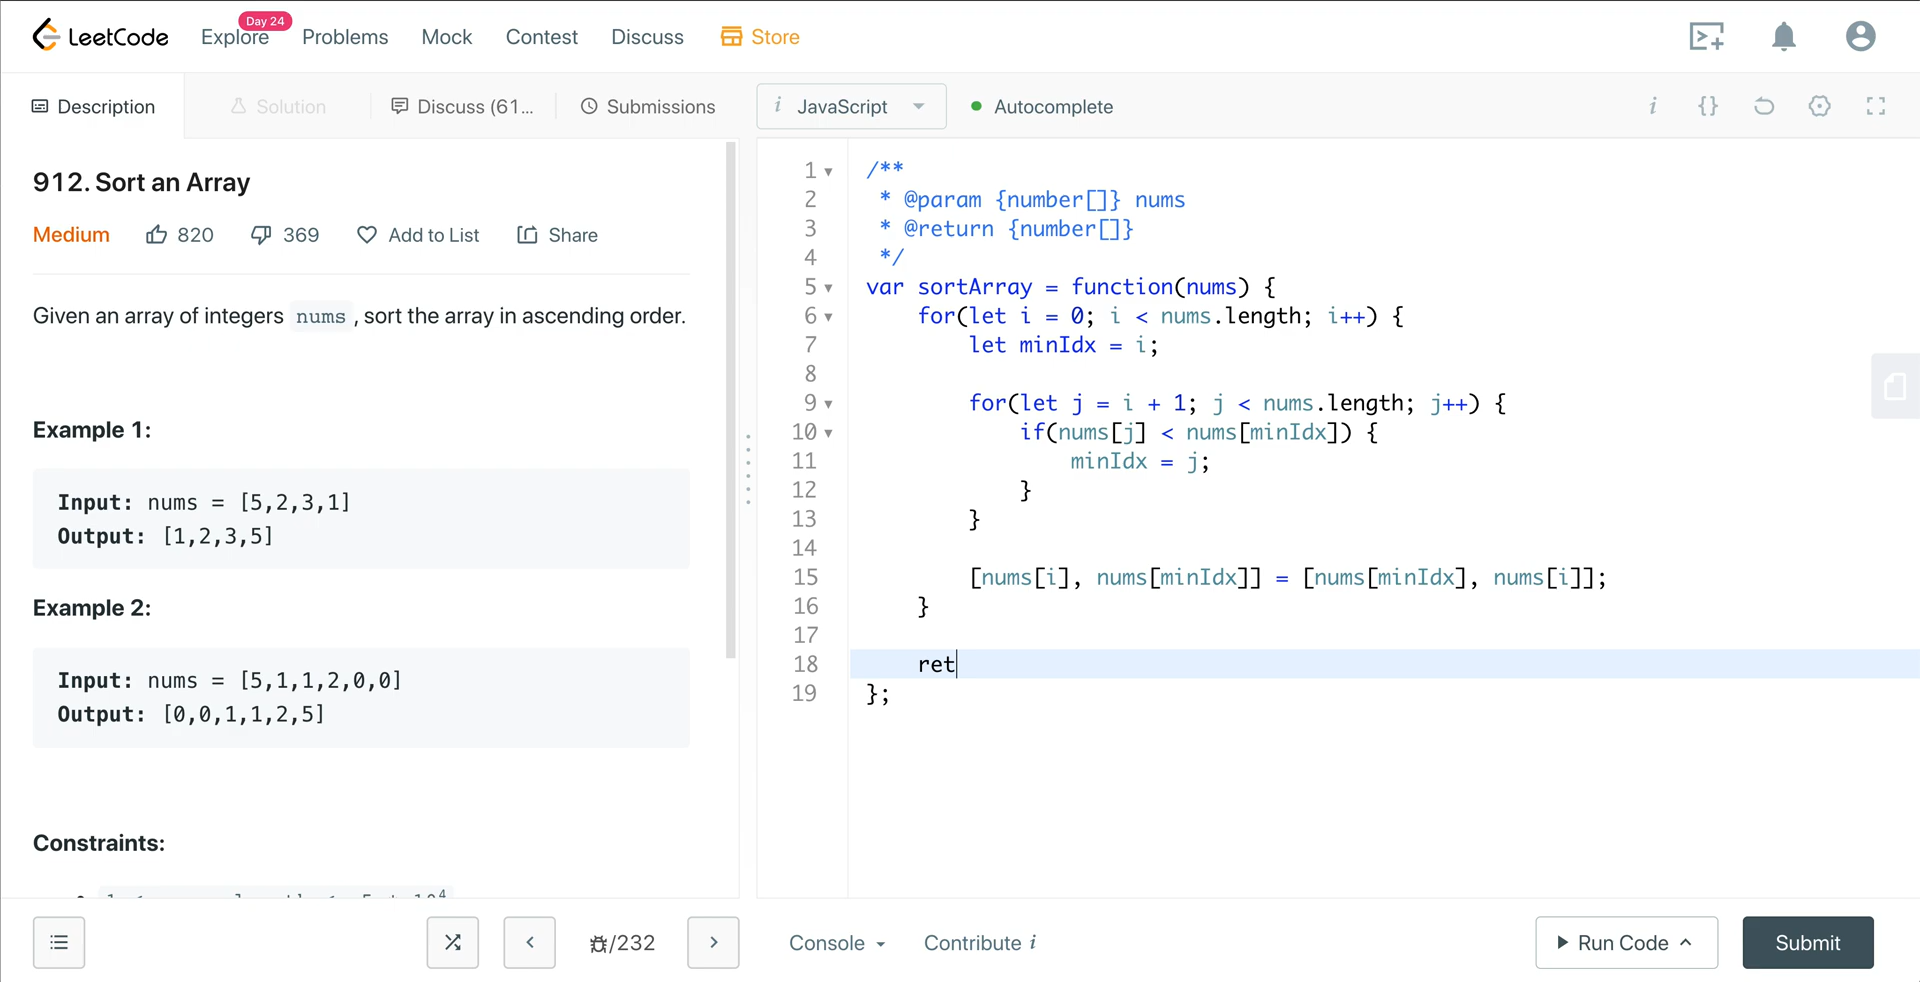 LeetCode
Day 24
Explore Problems Mock Contest Discuss Store
Description Solution Discuss (61... Submissions
i JavaScript Autocomplete i {}
912. Sort an Array
Medium 820 369 Add to List Share
Given an array of integers nums , sort the array in ascending order.
Example 1:
Input: nums = [5,2,3,1]
Output: [1,2,3,5]
Example 2:
Input: nums = [5,1,1,2,0,0]
Output: [0,0,1,1,2,5]
Constraints:
1 /**
2 * @param {number[]} nums
3 * @return {number[]}
4 */
5 var sortArray = function(nums) {
6 for(let i = 0; i < nums.length; i++) {
7 let minIdx = i;
8
9 for(let j = i + 1; j < nums.length; j++) {
10 if(nums[j] < nums[minIdx]) {
11 minIdx = j;
12 }
13 }
14
15 [nums[i], nums[minIdx]] = [nums[minIdx], nums[i]];
16 }
17
18 ret
19 };
/232
Console Contribute i
Run Code Submit